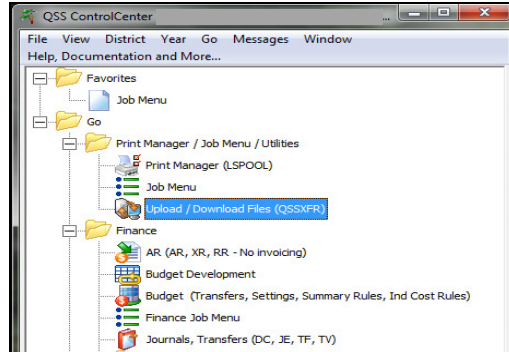 QSS ControlCenter
...
File View District Year Go Messages Window
Help, Documentation and More...
Favorites
Job Menu
Go
Print Manager / Job Menu / Utilities
Print Manager (LSPOOL)
Job Menu
Upload / Download Files (QSSXFR)
Finance
AR (AR, XR, RR - No invoicing)
Budget Development
Budget (Transfers, Settings, Summary Rules, Ind Cost Rules)
Finance Job Menu
Journals, Transfers (DC, JE, TF, TV)